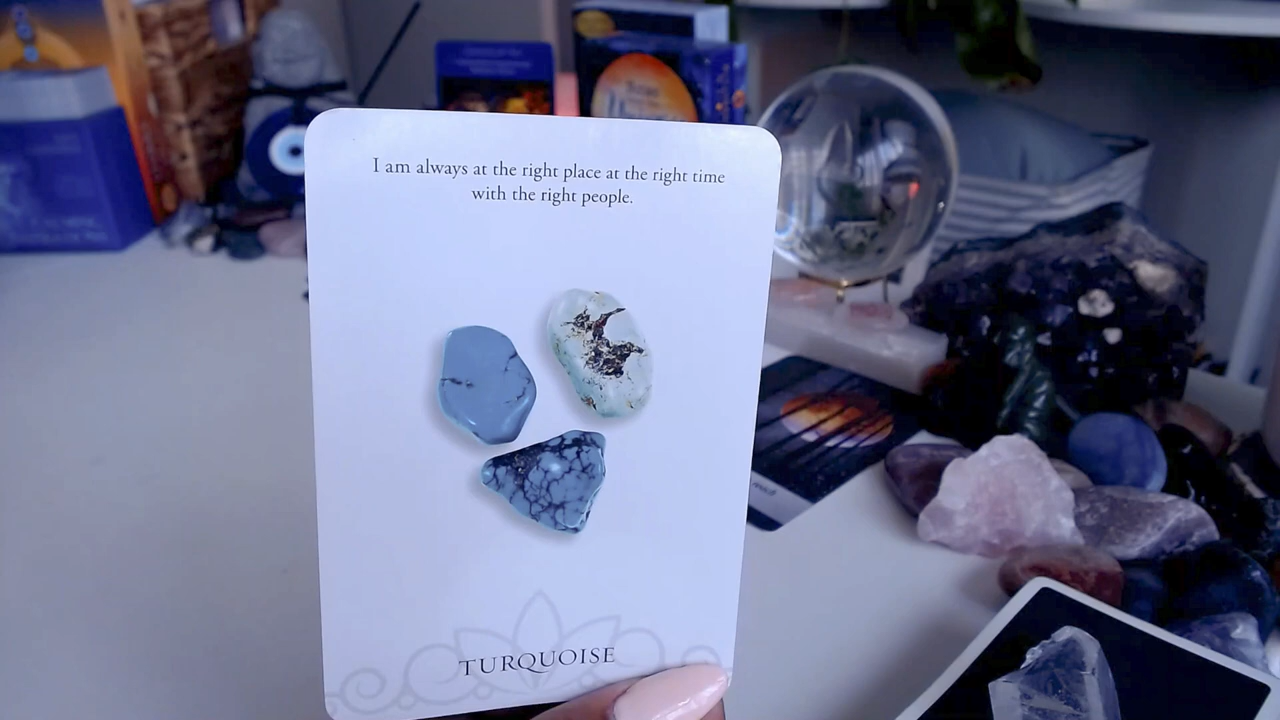 I am always at the right place at the right time
with the right people.
TURQUOISE